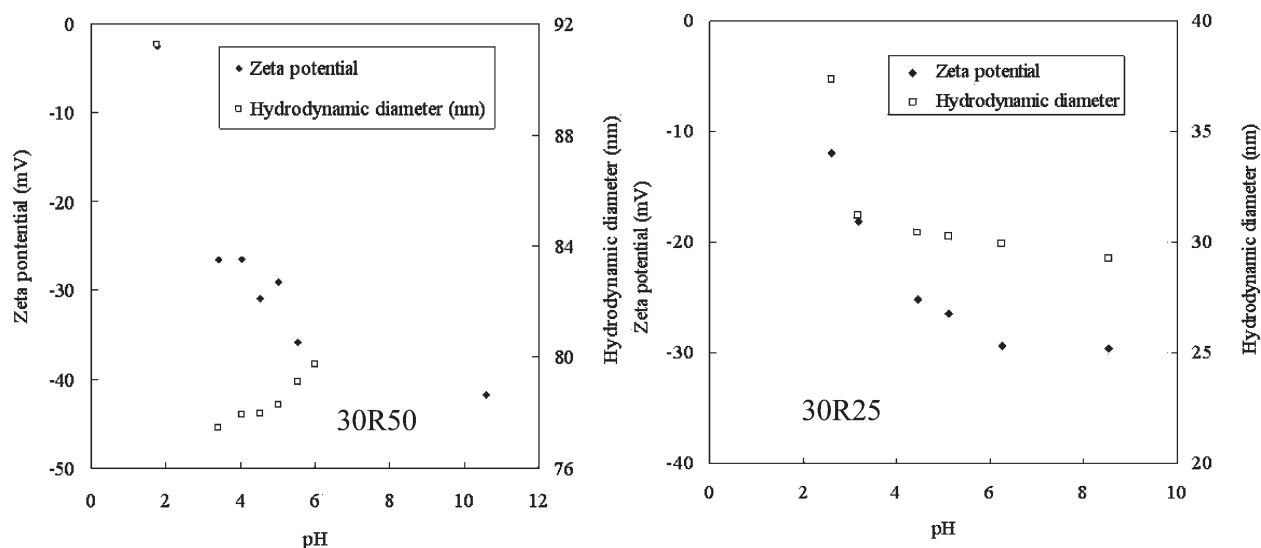 0
-10
-20
-30
-40
-50
Zeta pontential (mV)
Zeta potential
Hydrodynamic diameter (nm)
30R50
92
88
84
80
76
Hydrodynamic diameter (nm)
0 2 4 6 8 10 12
pH
0
-10
-20
-30
-40
Zeta potential (mV)
Zeta potential
Hydrodynamic diameter
30R25
40
35
30
25
20
Hydrodynamic diameter (nm)
0 2 4 6 8 10
pH